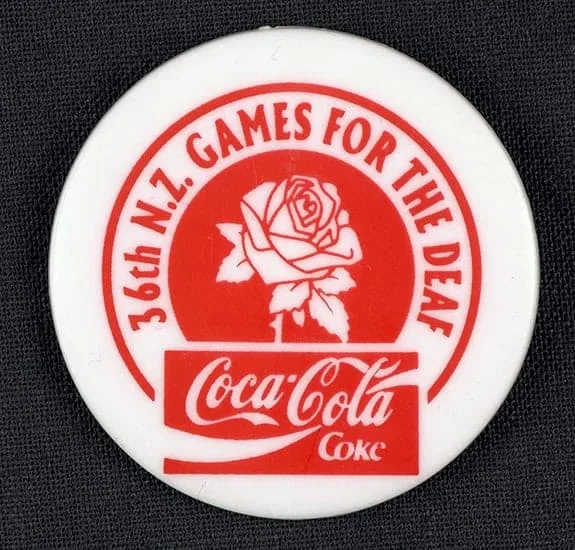 36th N.Z. GAMES FOR THE DEAF
Coca-Cola
Coke